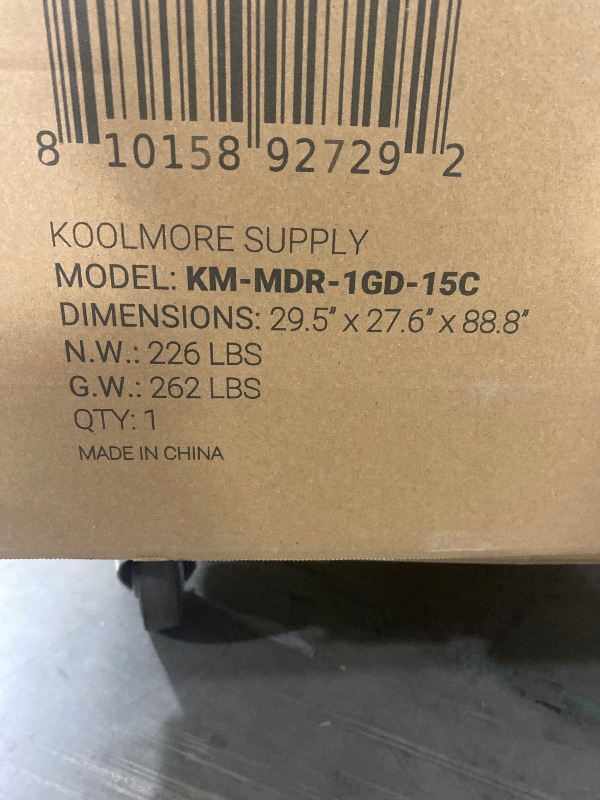 8 10158 92729 2
KOOLMORE SUPPLY
MODEL: KM-MDR-1GD-15C
DIMENSIONS: 29.5” x 27.6” x 88.8”
N.W.: 226 LBS
G.W.: 262 LBS
QTY: 1
MADE IN CHINA